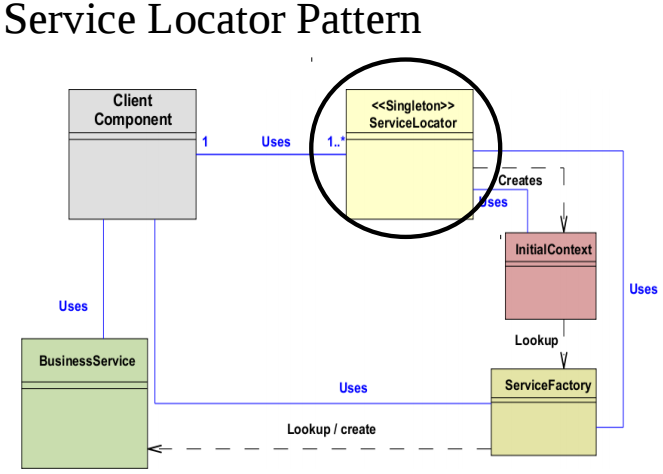 Service Locator Pattern
Client
Component
<<Singleton>>
ServiceLocator
1
Uses
1..*
Creates
Uses
InitialContext
Uses
Uses
Lookup
BusinessService
ServiceFactory
Uses
Lookup / create